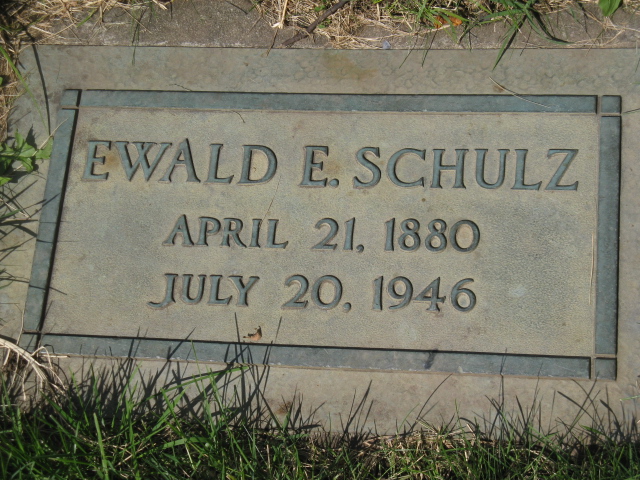 EWALD E. SCHULZ
APRIL 21, 1880
JULY 20, 1946